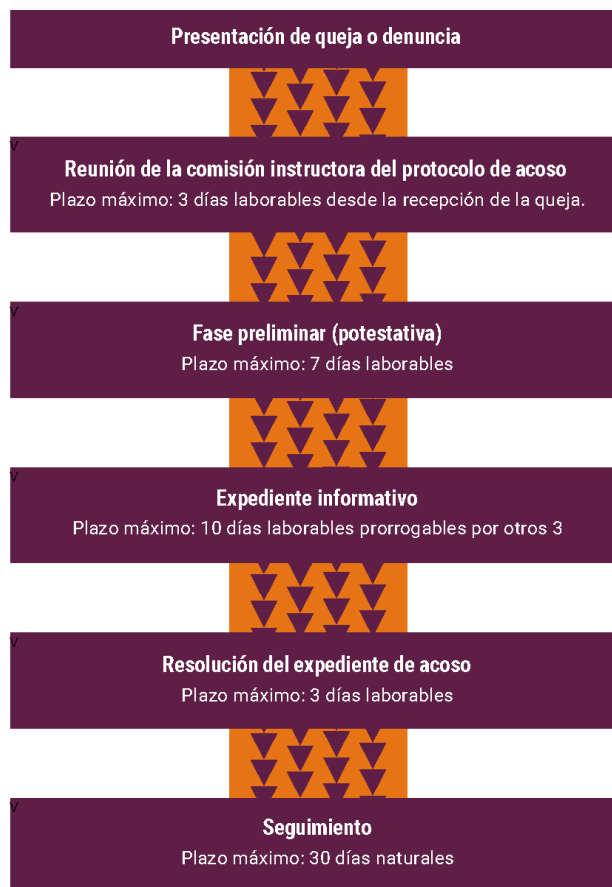 Presentación de queja o denuncia
v
Reunión de la comisión instructora del protocolo de acoso
Plazo máximo: 3 días laborables desde la recepción de la queja.
v
Fase preliminar (potestativa)
Plazo máximo: 7 días laborables
v
Expediente informativo
Plazo máximo: 10 días laborables prorrogables por otros 3
v
Resolución del expediente de acoso
Plazo máximo: 3 días laborables
v
Seguimiento
Plazo máximo: 30 días naturales